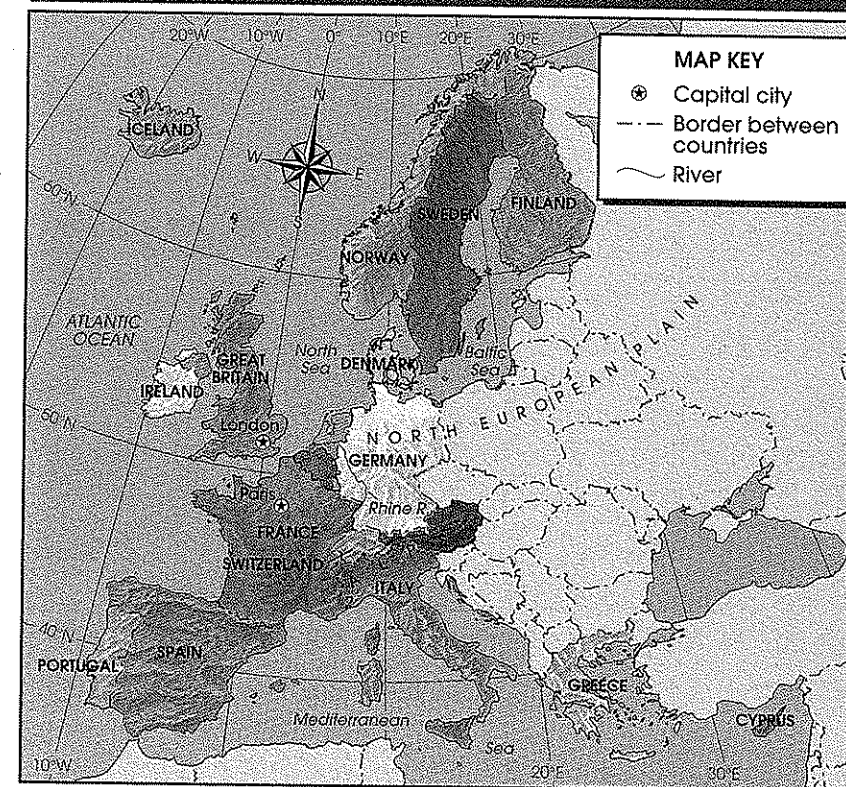 20°W 10°W 0° 10°E 20°E 30°E
MAP KEY
Capital city
Border between
countries
River
ICELAND
N
W
E
S
60°N
60°N
SWEDEN
FINLAND
NORWAY
ATLANTIC
OCEAN
North
Sea
DENMARK
Baltic
Sea
GREAT
BRITAIN
IRELAND
London
NORTH EUROPEAN PLAIN
GERMANY
Paris
Rhine R.
FRANCE
SWITZERLAND
ITALY
40°N
PORTUGAL
SPAIN
GREECE
Mediterranean
Sea
CYPRUS
10°W
20°E
30°E